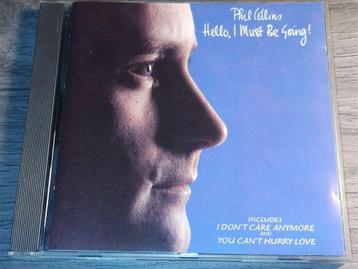 Phil Collins
Hello, I Must Be Going!
INCLUDES
I DON'T CARE ANYMORE
AND
YOU CAN'T HURRY LOVE